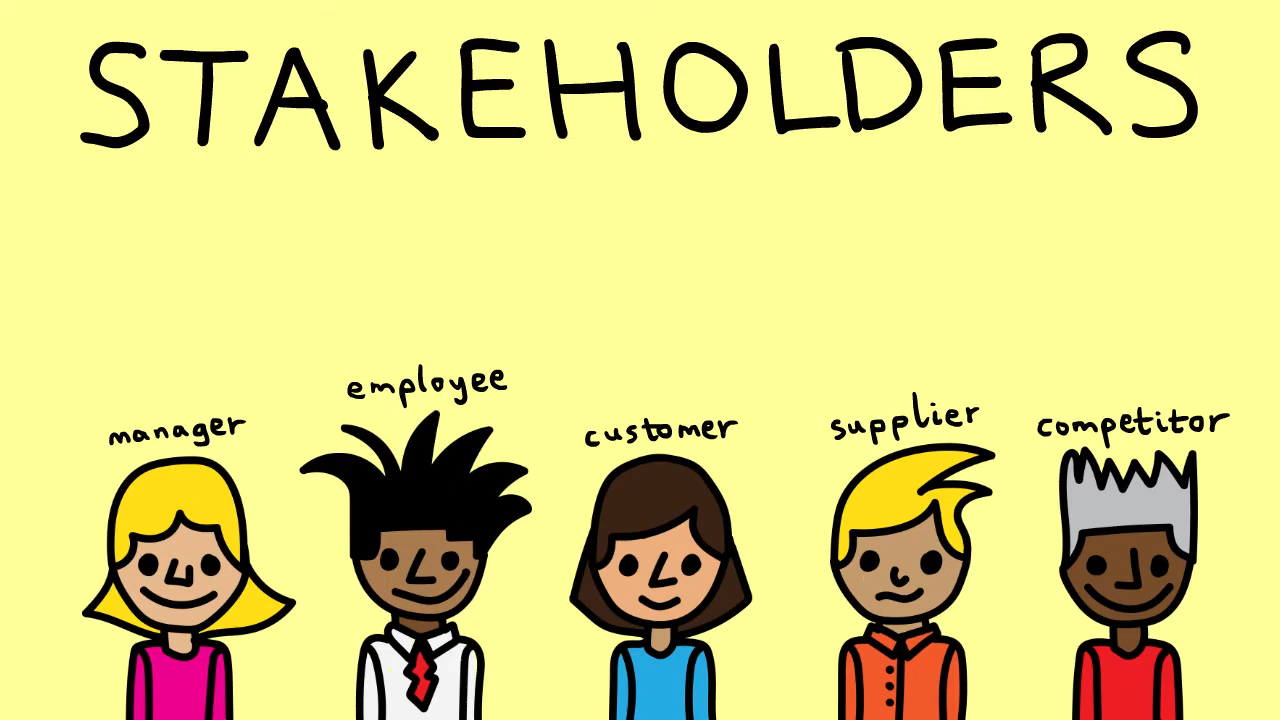 STAKEHOLDERS
manager
employee
customer
supplier
competitor